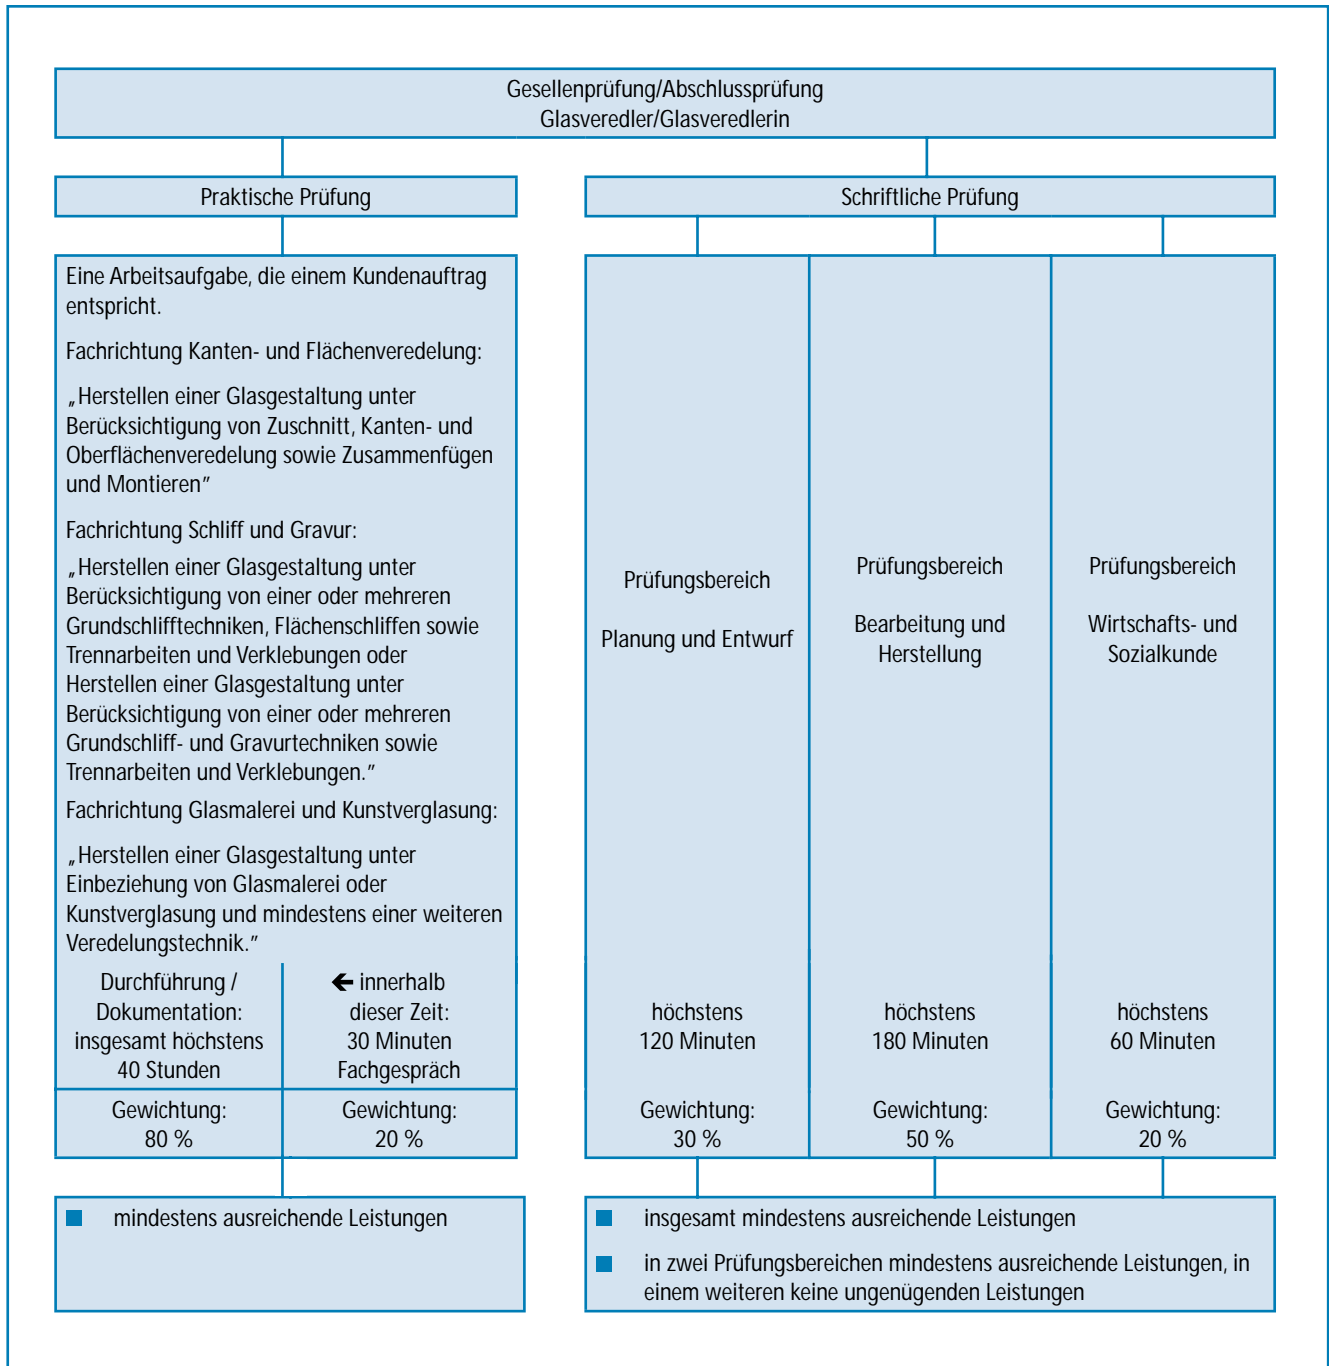 Gesellenprüfung/Abschlussprüfung
Glasveredler/Glasveredlerin
Praktische Prüfung
Eine Arbeitsaufgabe, die einem Kundenauftrag
entspricht.
Fachrichtung Kanten- und Flächenveredelung:
„Herstellen einer Glasgestaltung unter
Berücksichtigung von Zuschnitt, Kanten- und
Oberflächenveredelung sowie Zusammenfügen
und Montieren”
Fachrichtung Schliff und Gravur:
„Herstellen einer Glasgestaltung unter
Berücksichtigung von einer oder mehreren
Grundschlifftechniken, Flächenschliffen sowie
Trennarbeiten und Verklebungen oder
Herstellen einer Glasgestaltung unter
Berücksichtigung von einer oder mehreren
Grundschliff- und Gravurtechniken sowie
Trennarbeiten und Verklebungen.”
Fachrichtung Glasmalerei und Kunstverglasung:
„Herstellen einer Glasgestaltung unter
Einbeziehung von Glasmalerei oder
Kunstverglasung und mindestens einer weiteren
Veredelungstechnik.”
Durchführung /
Dokumentation:
insgesamt höchstens
40 Stunden
← innerhalb
dieser Zeit:
30 Minuten
Fachgespräch
Gewichtung:
80 %
Gewichtung:
20 %
mindestens ausreichende Leistungen
Schriftliche Prüfung
Prüfungsbereich
Planung und Entwurf
höchstens
120 Minuten
Gewichtung:
30 %
Prüfungsbereich
Bearbeitung und
Herstellung
höchstens
180 Minuten
Gewichtung:
50 %
Prüfungsbereich
Wirtschafts- und
Sozialkunde
höchstens
60 Minuten
Gewichtung:
20 %
insgesamt mindestens ausreichende Leistungen
in zwei Prüfungsbereichen mindestens ausreichende Leistungen, in
einem weiteren keine ungenügenden Leistungen